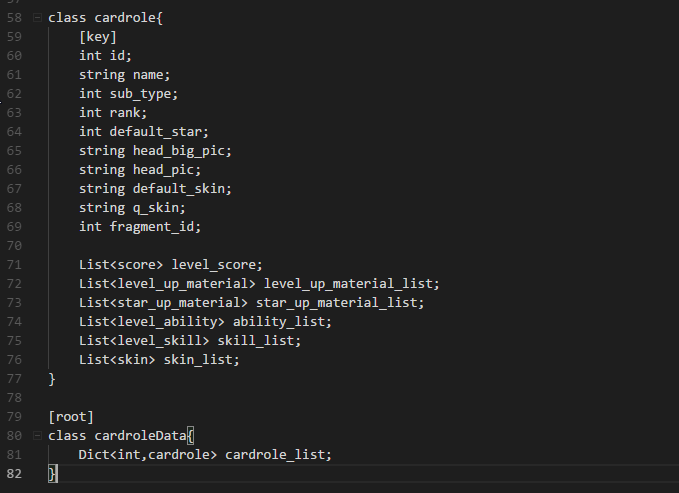 58 class cardrole{
59 [key]
60 int id;
61 string name;
62 int sub_type;
63 int rank;
64 int default_star;
65 string head_big_pic;
66 string head_pic;
67 string default_skin;
68 string q_skin;
69 int fragment_id;
70
71 List<score> level_score;
72 List<level_up_material> level_up_material_list;
73 List<star_up_material> star_up_material_list;
74 List<level_ability> ability_list;
75 List<level_skill> skill_list;
76 List<skin> skin_list;
77 }
78
79 [root]
80 class cardroleData{
81 Dict<int,cardrole> cardrole_list;
82 }